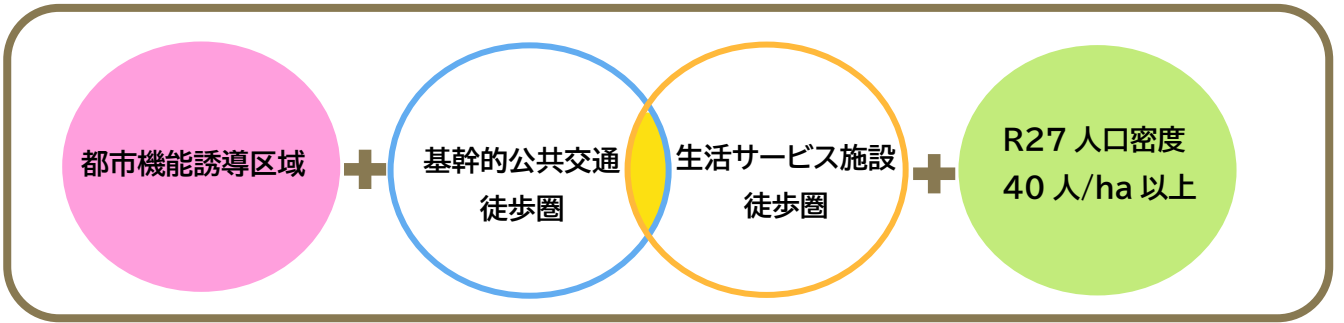 都市機能誘導区域
基幹的公共交通
徒歩圏
生活サービス施設
徒歩圏
R27 人口密度
40 人/ha 以上